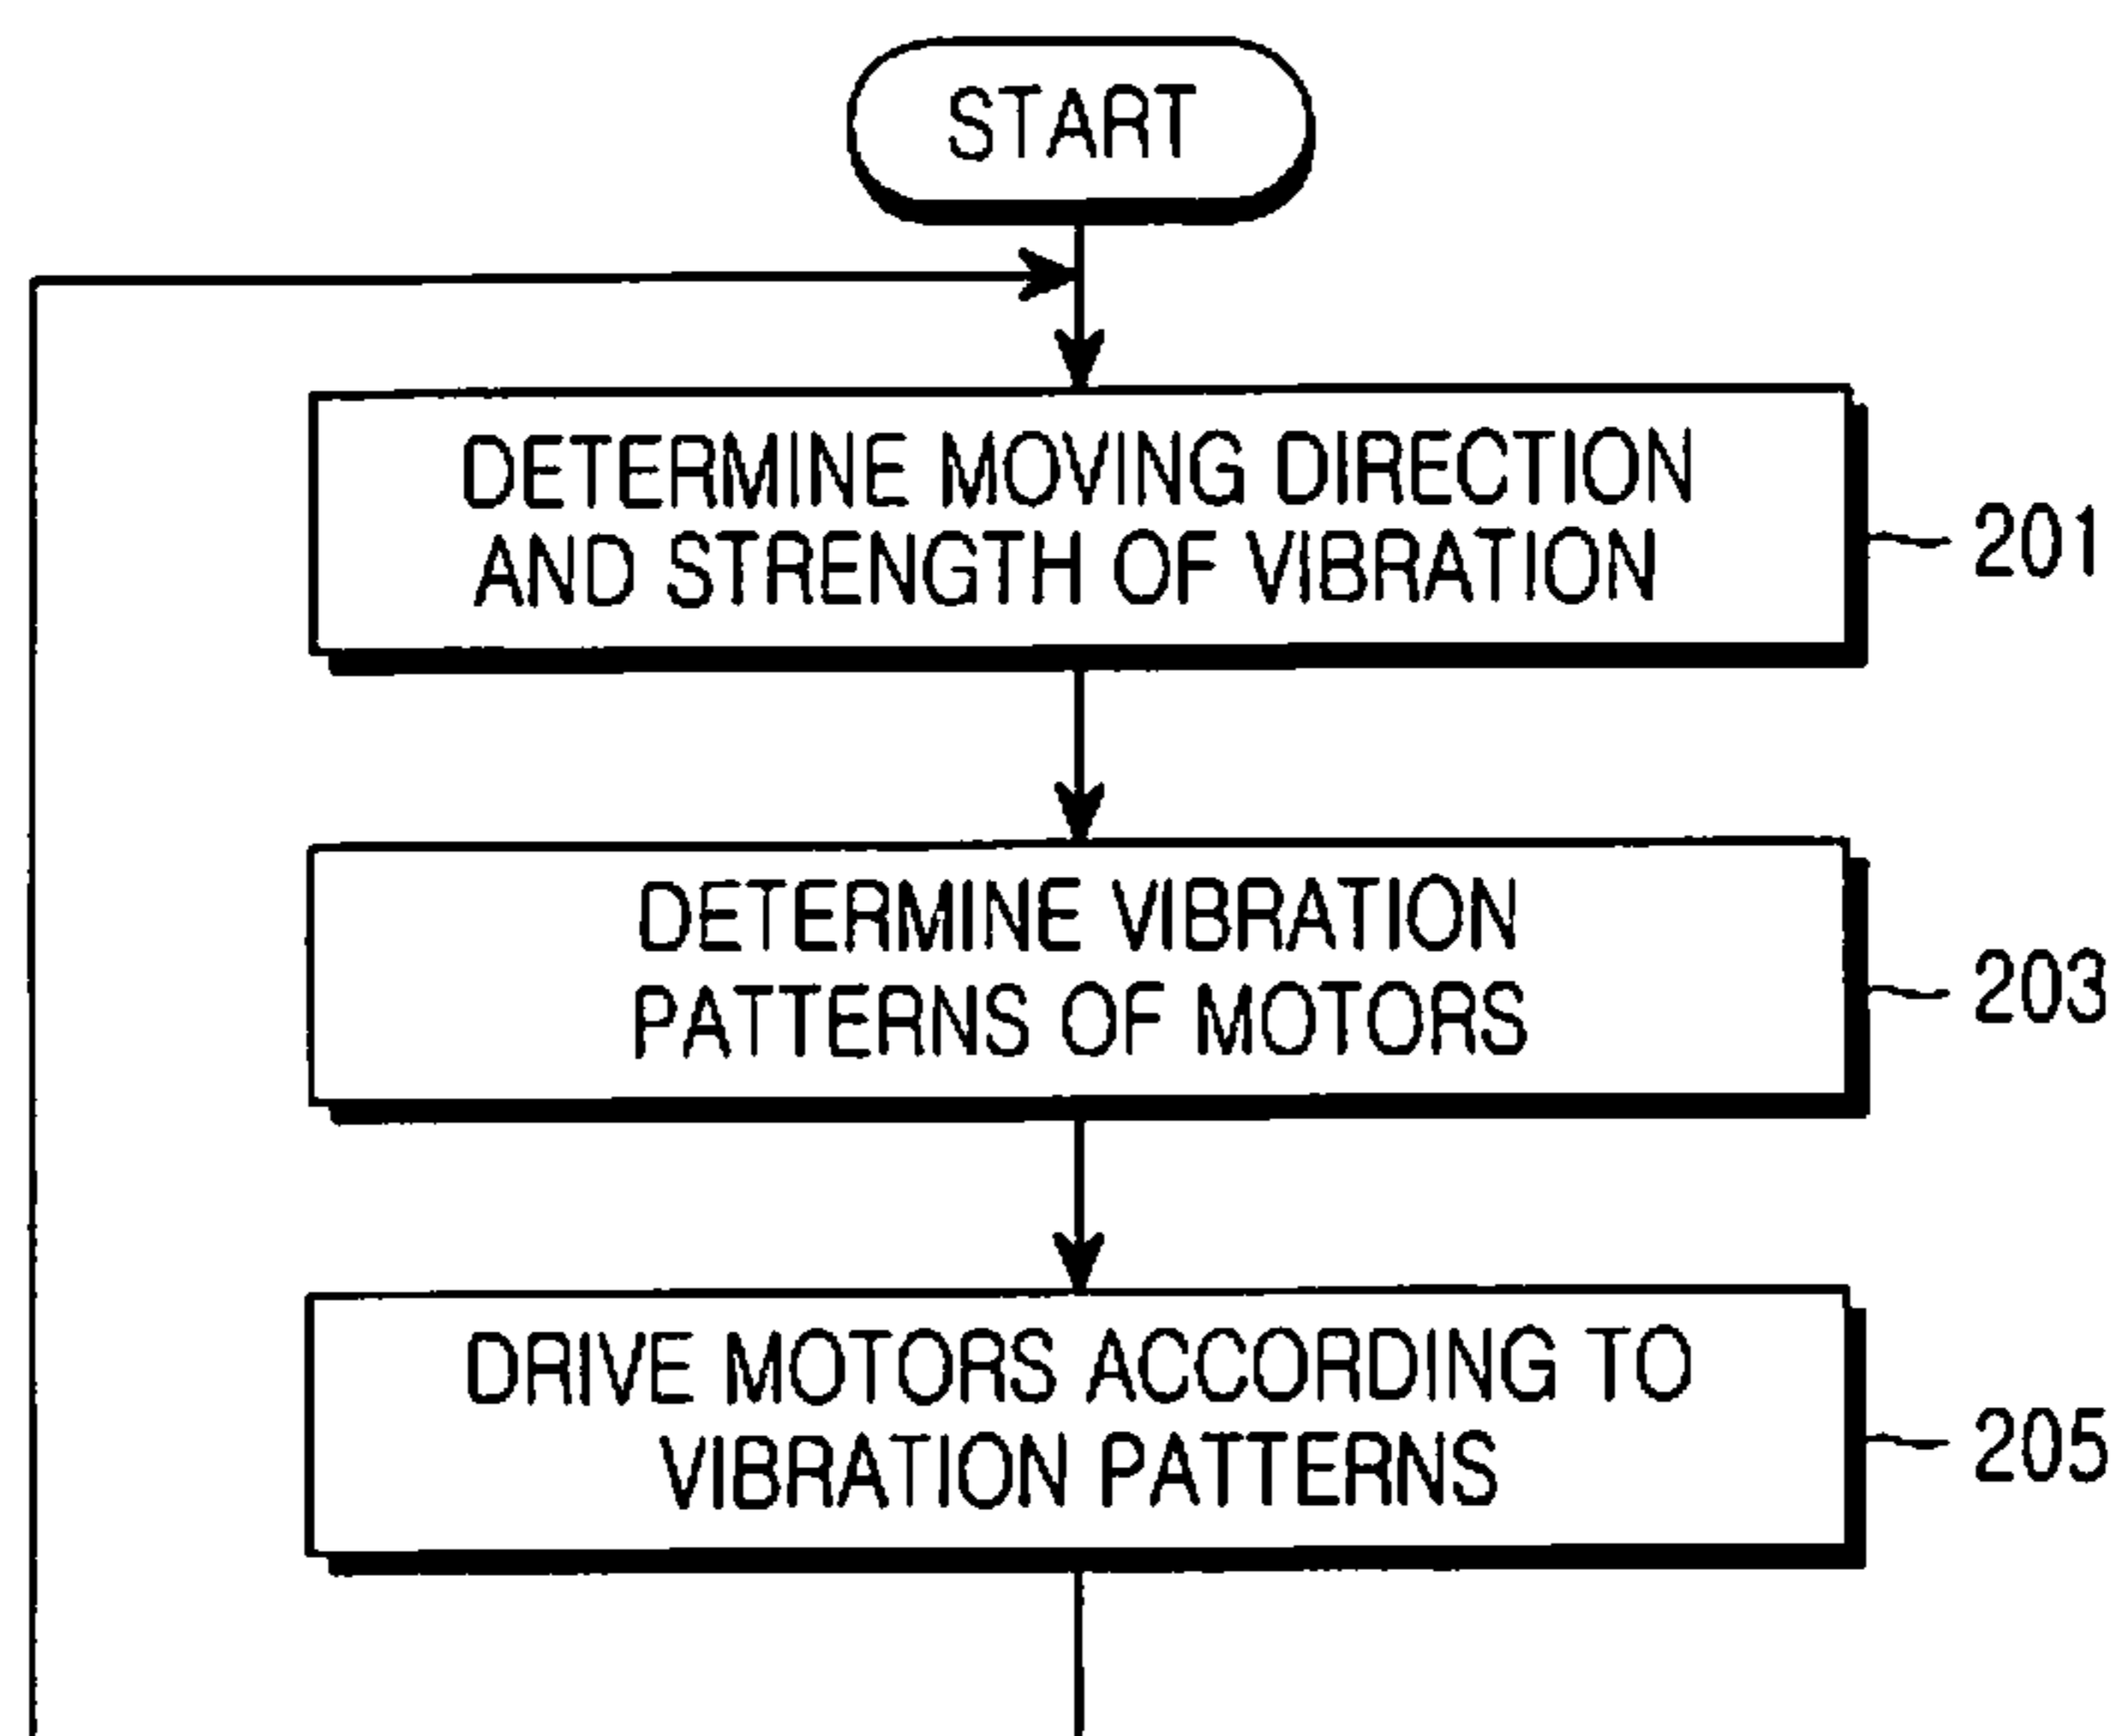 START
DETERMINE MOVING DIRECTION
AND STRENGTH OF VIBRATION
201
DETERMINE VIBRATION
PATTERNS OF MOTORS
203
DRIVE MOTORS ACCORDING TO
VIBRATION PATTERNS
205